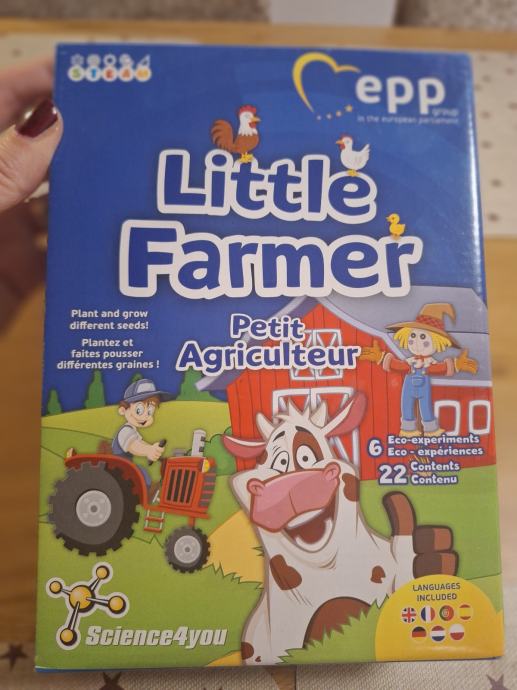 STEAM
epp
group
in the european parliament
Little
Farmer
Plant and grow
different seeds!
Plantez et
faites pousser
différentes graines !
Petit
Agriculteur
6 Eco-experiments
Eco - expériences
22 Contents
Contenu
LANGUAGES
INCLUDED
Science4you